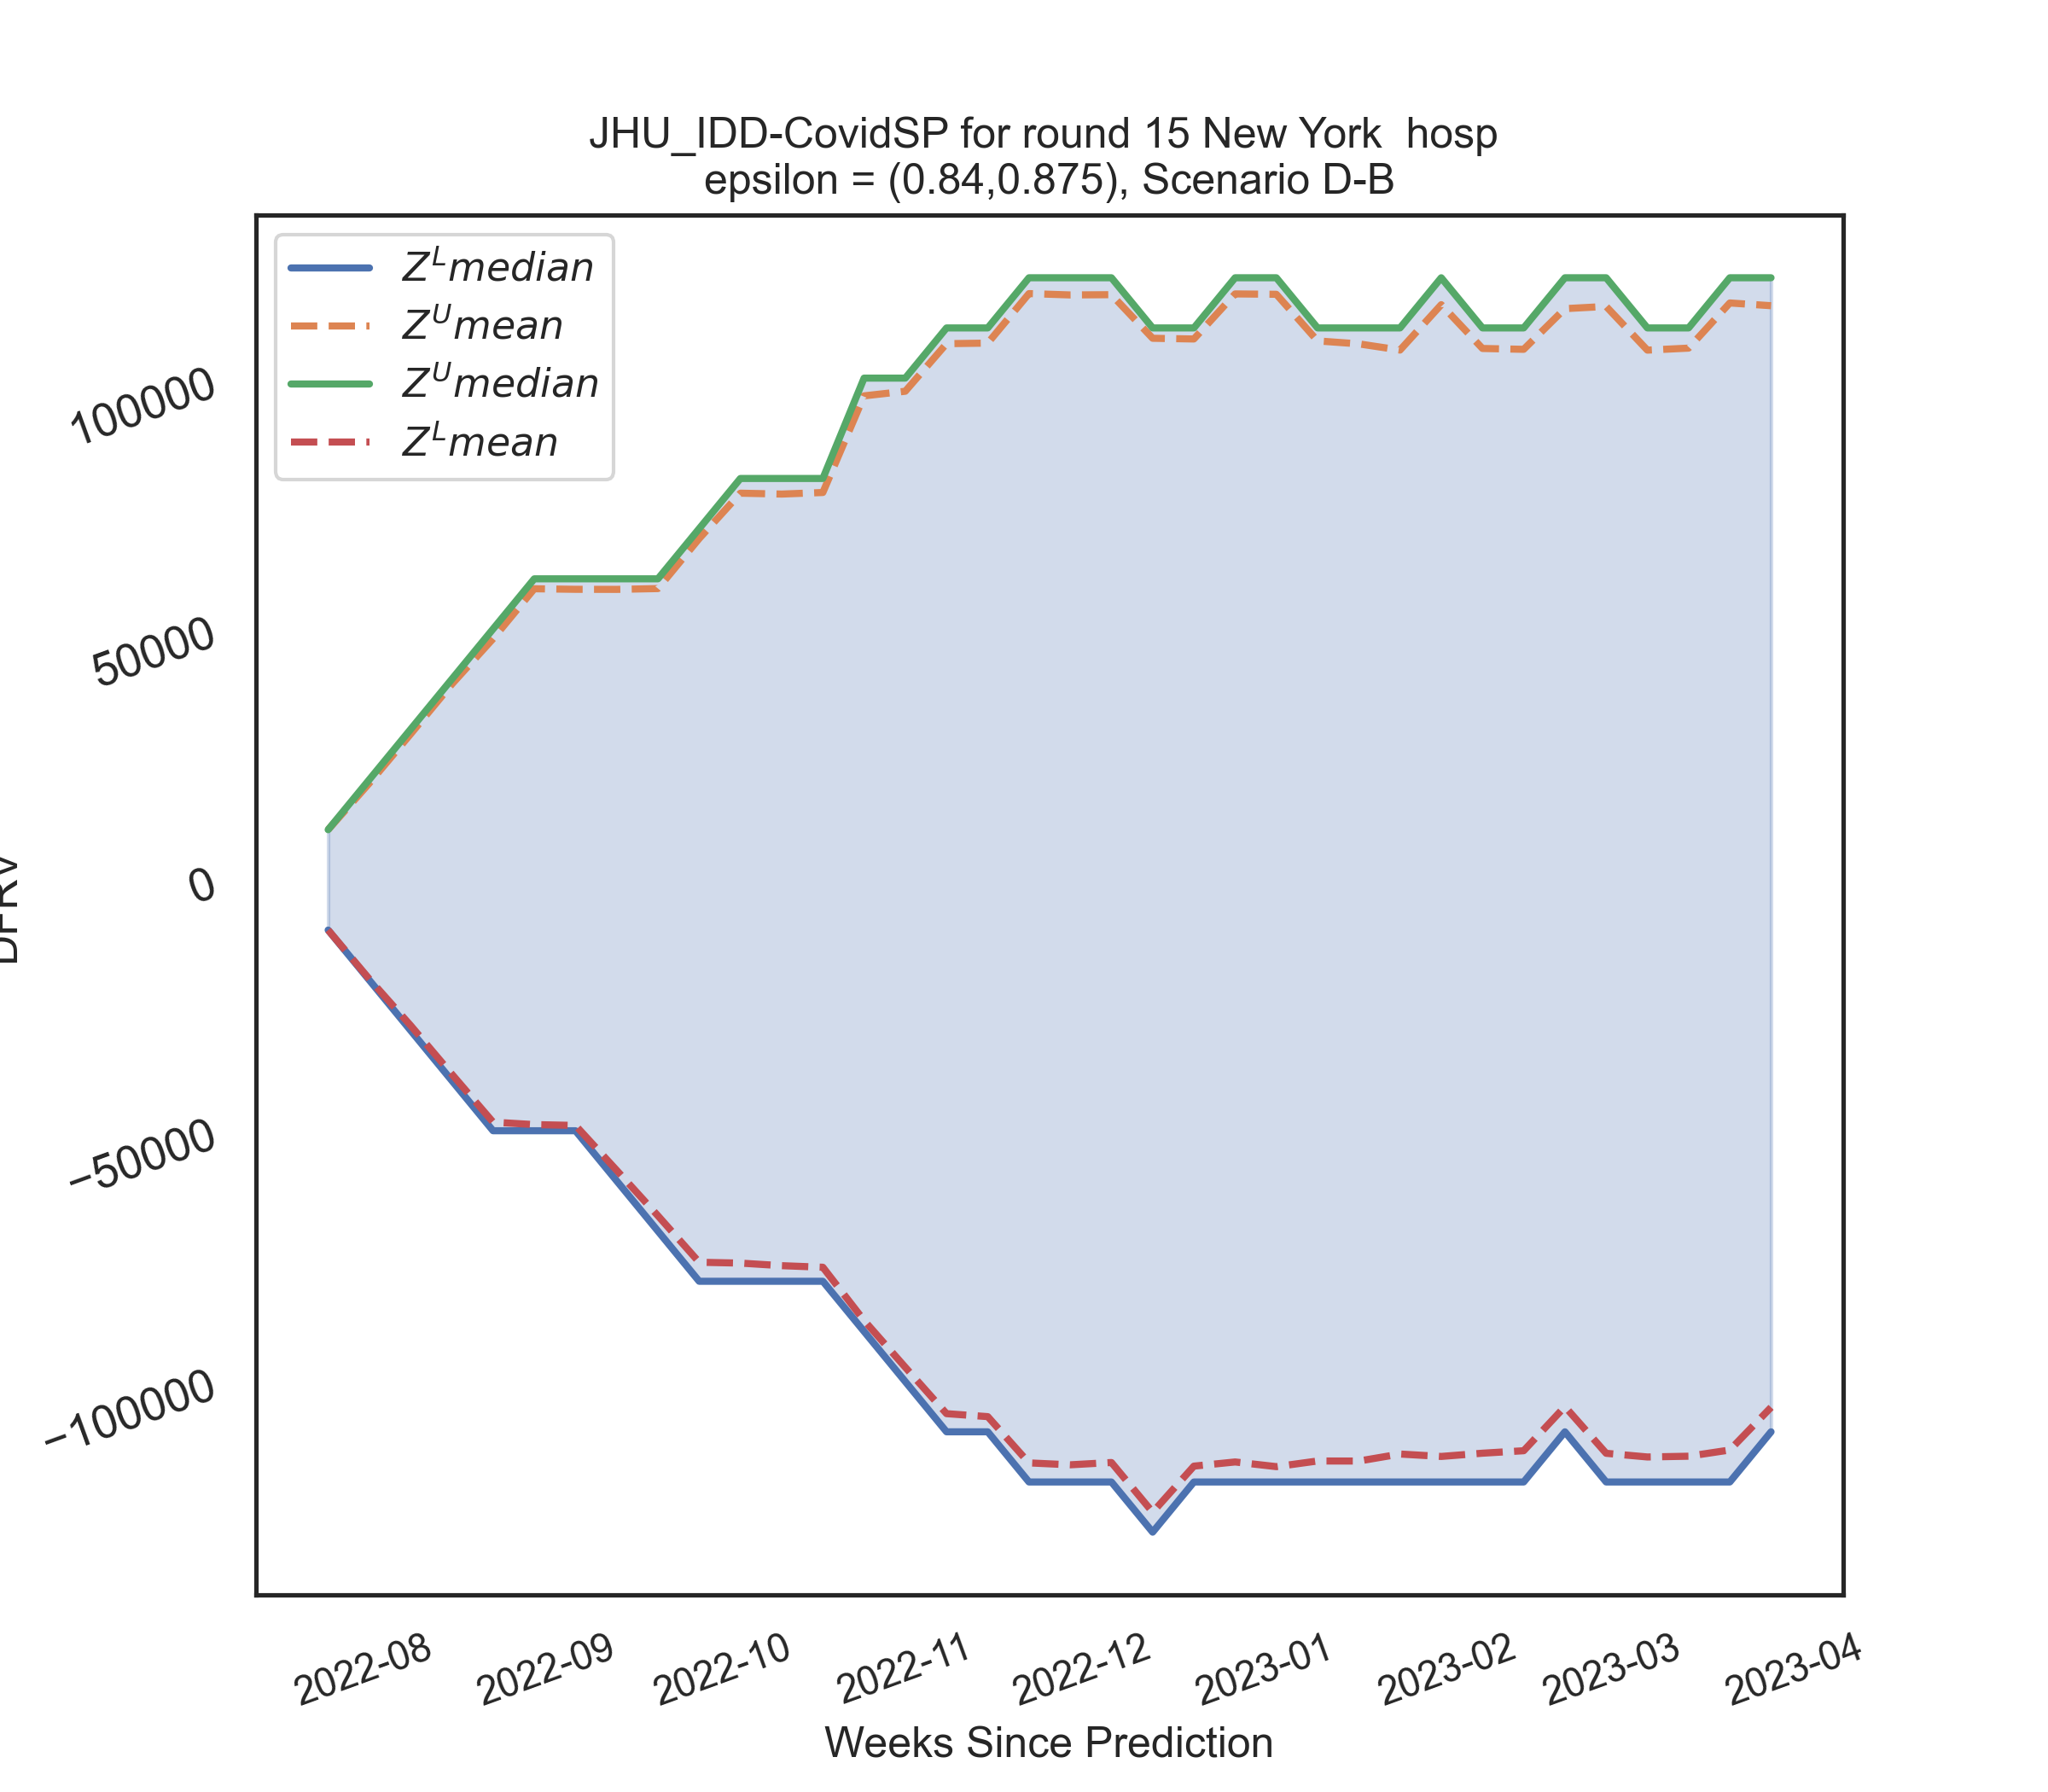 JHU_IDD-CovidSP for round 15 New York  hosp
epsilon = (0.84,0.875), Scenario D-B
Z^L median
Z^U mean
Z^U median
Z^L mean
100000
50000
0
−50000
−100000
2022-08
2022-09
2022-10
2022-11
2022-12
2023-01
2023-02
2023-03
2023-04
Weeks Since Prediction